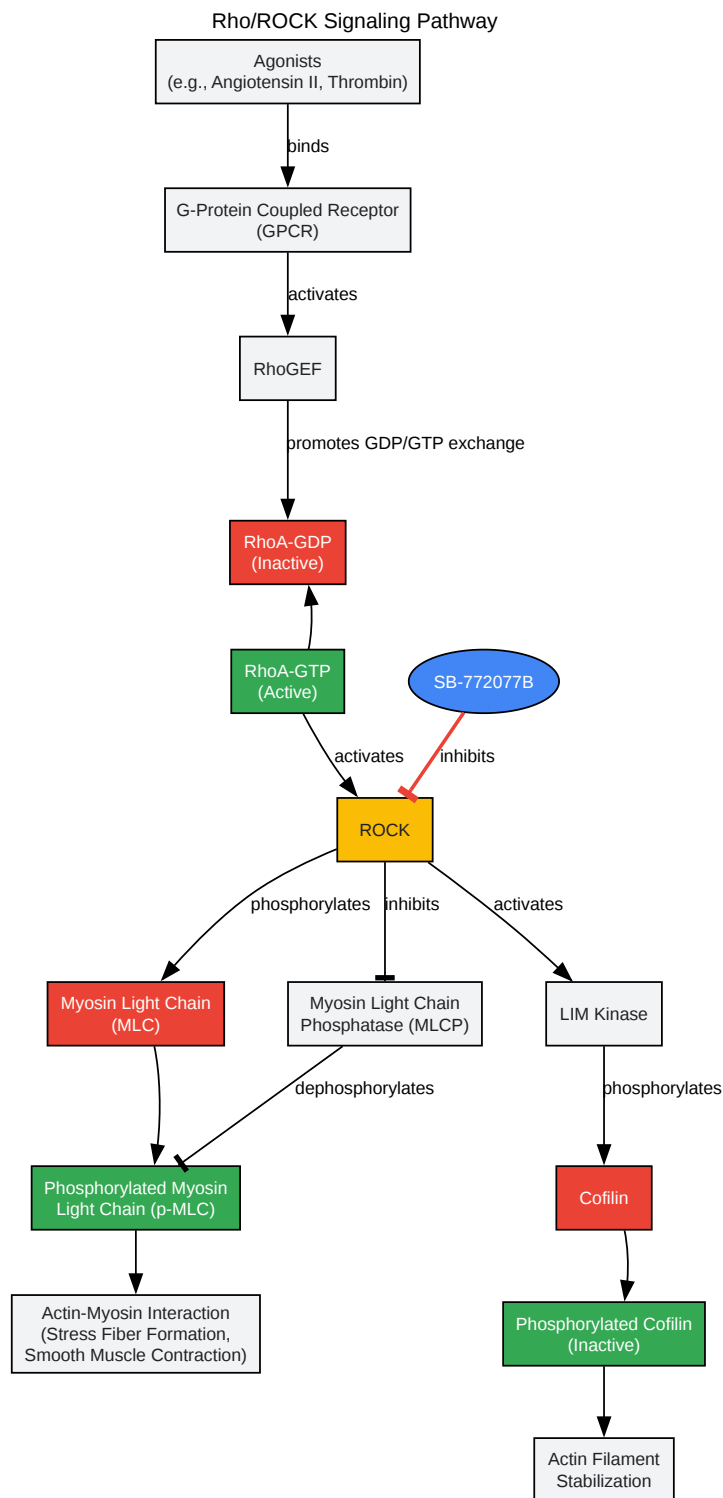 Rho/ROCK Signaling Pathway
Agonists
(e.g., Angiotensin II, Thrombin)
binds
G-Protein Coupled Receptor
(GPCR)
activates
RhoGEF
promotes GDP/GTP exchange
RhoA-GDP
(Inactive)
RhoA-GTP
(Active)
SB-772077B
activates
inhibits
ROCK
phosphorylates
inhibits
activates
Myosin Light Chain
(MLC)
Myosin Light Chain
Phosphatase (MLCP)
LIM Kinase
dephosphorylates
phosphorylates
Phosphorylated Myosin
Light Chain (p-MLC)
Cofilin
Actin-Myosin Interaction
(Stress Fiber Formation,
Smooth Muscle Contraction)
Phosphorylated Cofilin
(Inactive)
Actin Filament
Stabilization